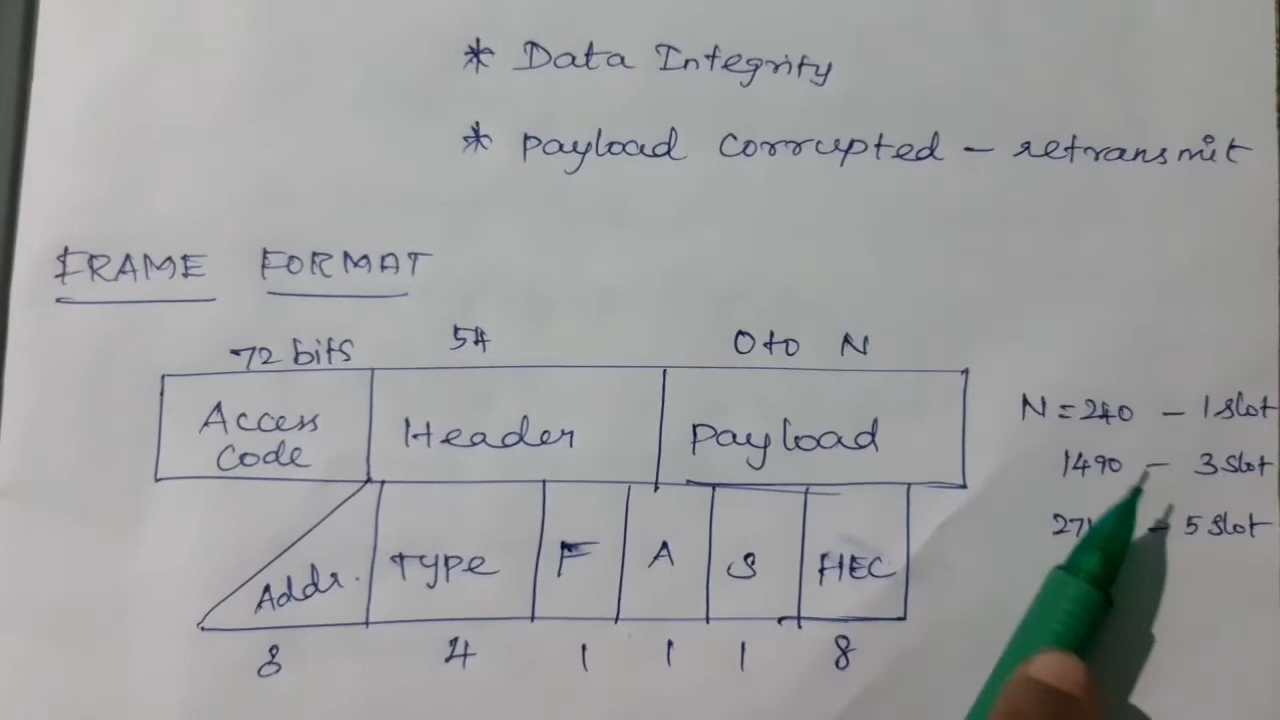 * Data Integrity
* Payload corrupted - retransmit
FRAME FORMAT
72 bits 54 0 to N
Access Code Header Payload
N = 240 - 1 slot
1490 - 3 slot
- 5 slot
Addr. Type F A S HEC
4 1 1 1 8